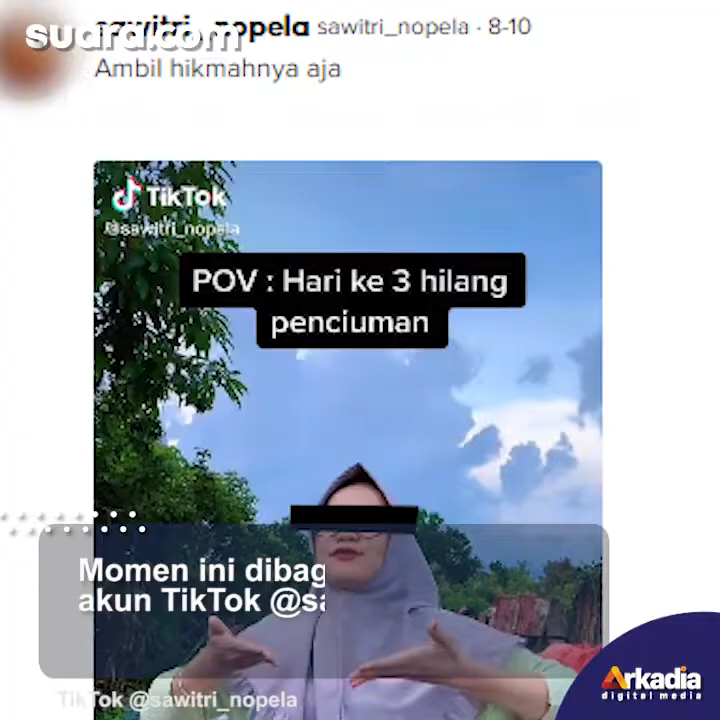 suara.com
sawitri_nopela sawitri_nopela · 8-10
Ambil hikmahnya aja
TikTok
@sawitri_nopela
POV : Hari ke 3 hilang
penciuman
Momen ini dibag
akun TikTok @sa
TikTok @sawitri_nopela
Arkadia
digital media